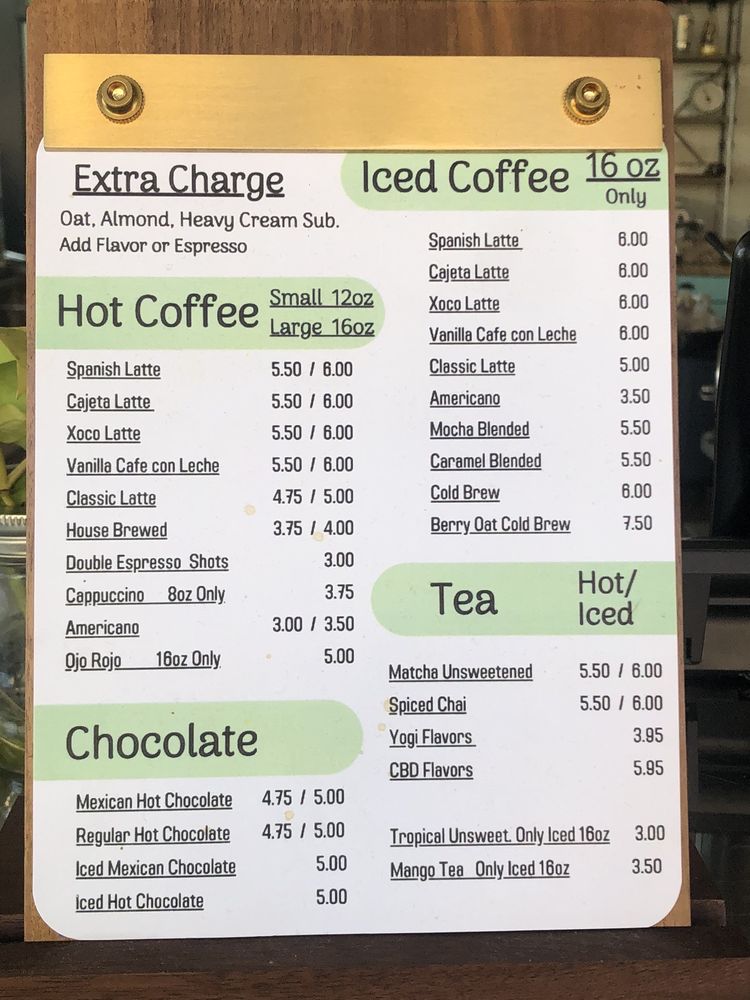 Extra Charge
Oat, Almond, Heavy Cream Sub.
Add Flavor or Espresso
Hot Coffee Small 12oz
Large 16oz
Spanish Latte 5.50 / 6.00
Cajeta Latte 5.50 / 6.00
Xoco Latte 5.50 / 6.00
Vanilla Cafe con Leche 5.50 / 6.00
Classic Latte 4.75 / 5.00
House Brewed 3.75 / 4.00
Double Espresso Shots 3.00
Cappuccino 8oz Only 3.75
Americano 3.00 / 3.50
Ojo Rojo 16oz Only 5.00
Chocolate
Mexican Hot Chocolate 4.75 / 5.00
Regular Hot Chocolate 4.75 / 5.00
Iced Mexican Chocolate 5.00
Iced Hot Chocolate 5.00
Iced Coffee 16 oz
Only
Spanish Latte 6.00
Cajeta Latte 6.00
Xoco Latte 6.00
Vanilla Cafe con Leche 6.00
Classic Latte 5.00
Americano 3.50
Mocha Blended 5.50
Caramel Blended 5.50
Cold Brew 6.00
Berry Oat Cold Brew 7.50
Tea Hot/
Iced
Matcha Unsweetened 5.50 / 6.00
Spiced Chai 5.50 / 6.00
Yogi Flavors 3.95
CBD Flavors 5.95
Tropical Unsweet. Only Iced 16oz 3.00
Mango Tea Only Iced 16oz 3.50